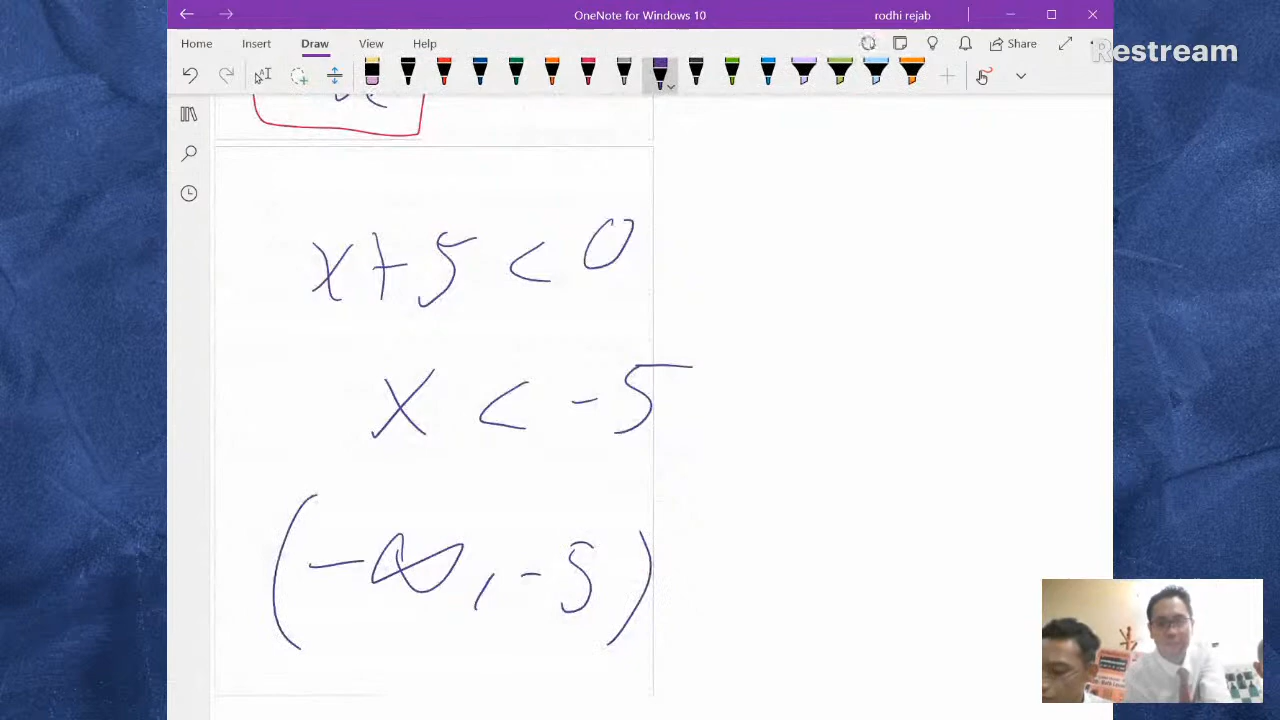 OneNote for Windows 10
rodhi rejab
Home Insert Draw View Help
Share
Restream
x+5 < 0
x < -5
(-∞, -5)